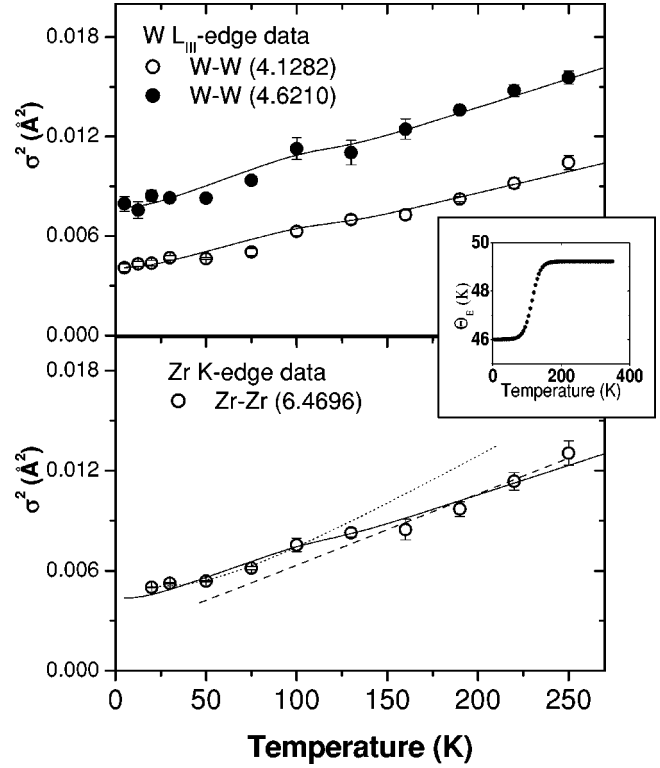 0.018
0.012
0.006
0.000
σ² (Å²)
W L_III-edge data
W-W (4.1282)
W-W (4.6210)
50
48
46
Θ_E (K)
0 200 400
Temperature (K)
0.018
0.012
0.006
0.000
σ² (Å²)
Zr K-edge data
Zr-Zr (6.4696)
0 50 100 150 200 250
Temperature (K)